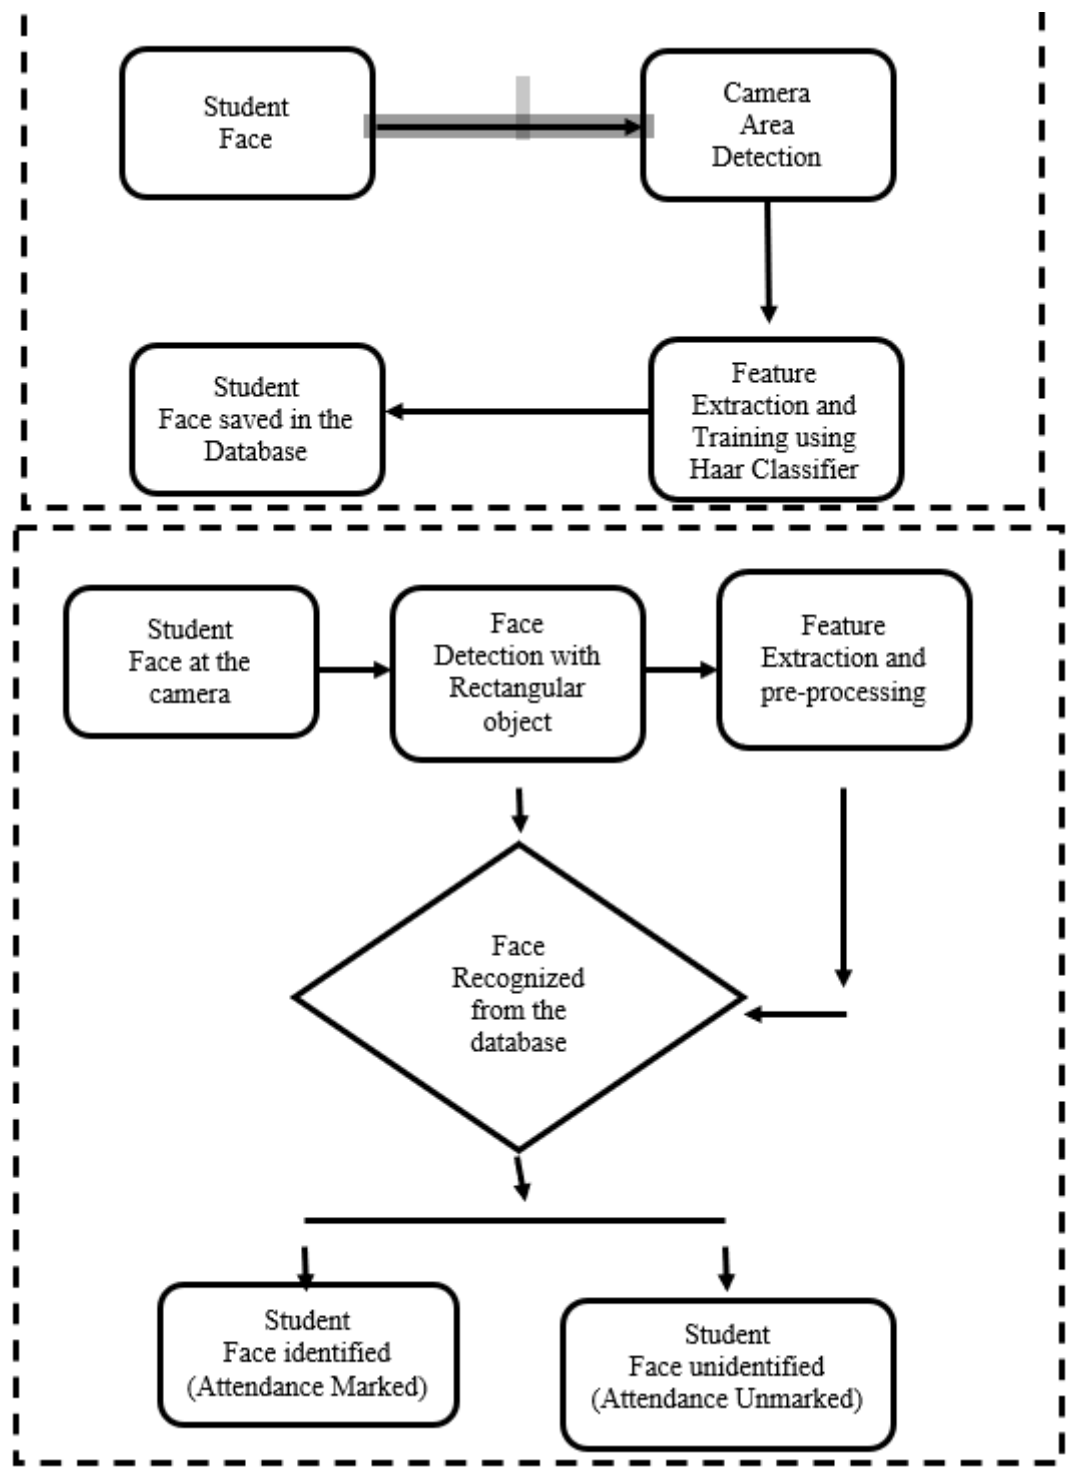 Student
Face
Camera
Area
Detection
Student
Face saved in the
Database
Feature
Extraction and
Training using
Haar Classifier
Student
Face at the
camera
Face
Detection with
Rectangular
object
Feature
Extraction and
pre-processing
Face
Recognized
from the
database
Student
Face identified
(Attendance Marked)
Student
Face unidentified
(Attendance Unmarked)